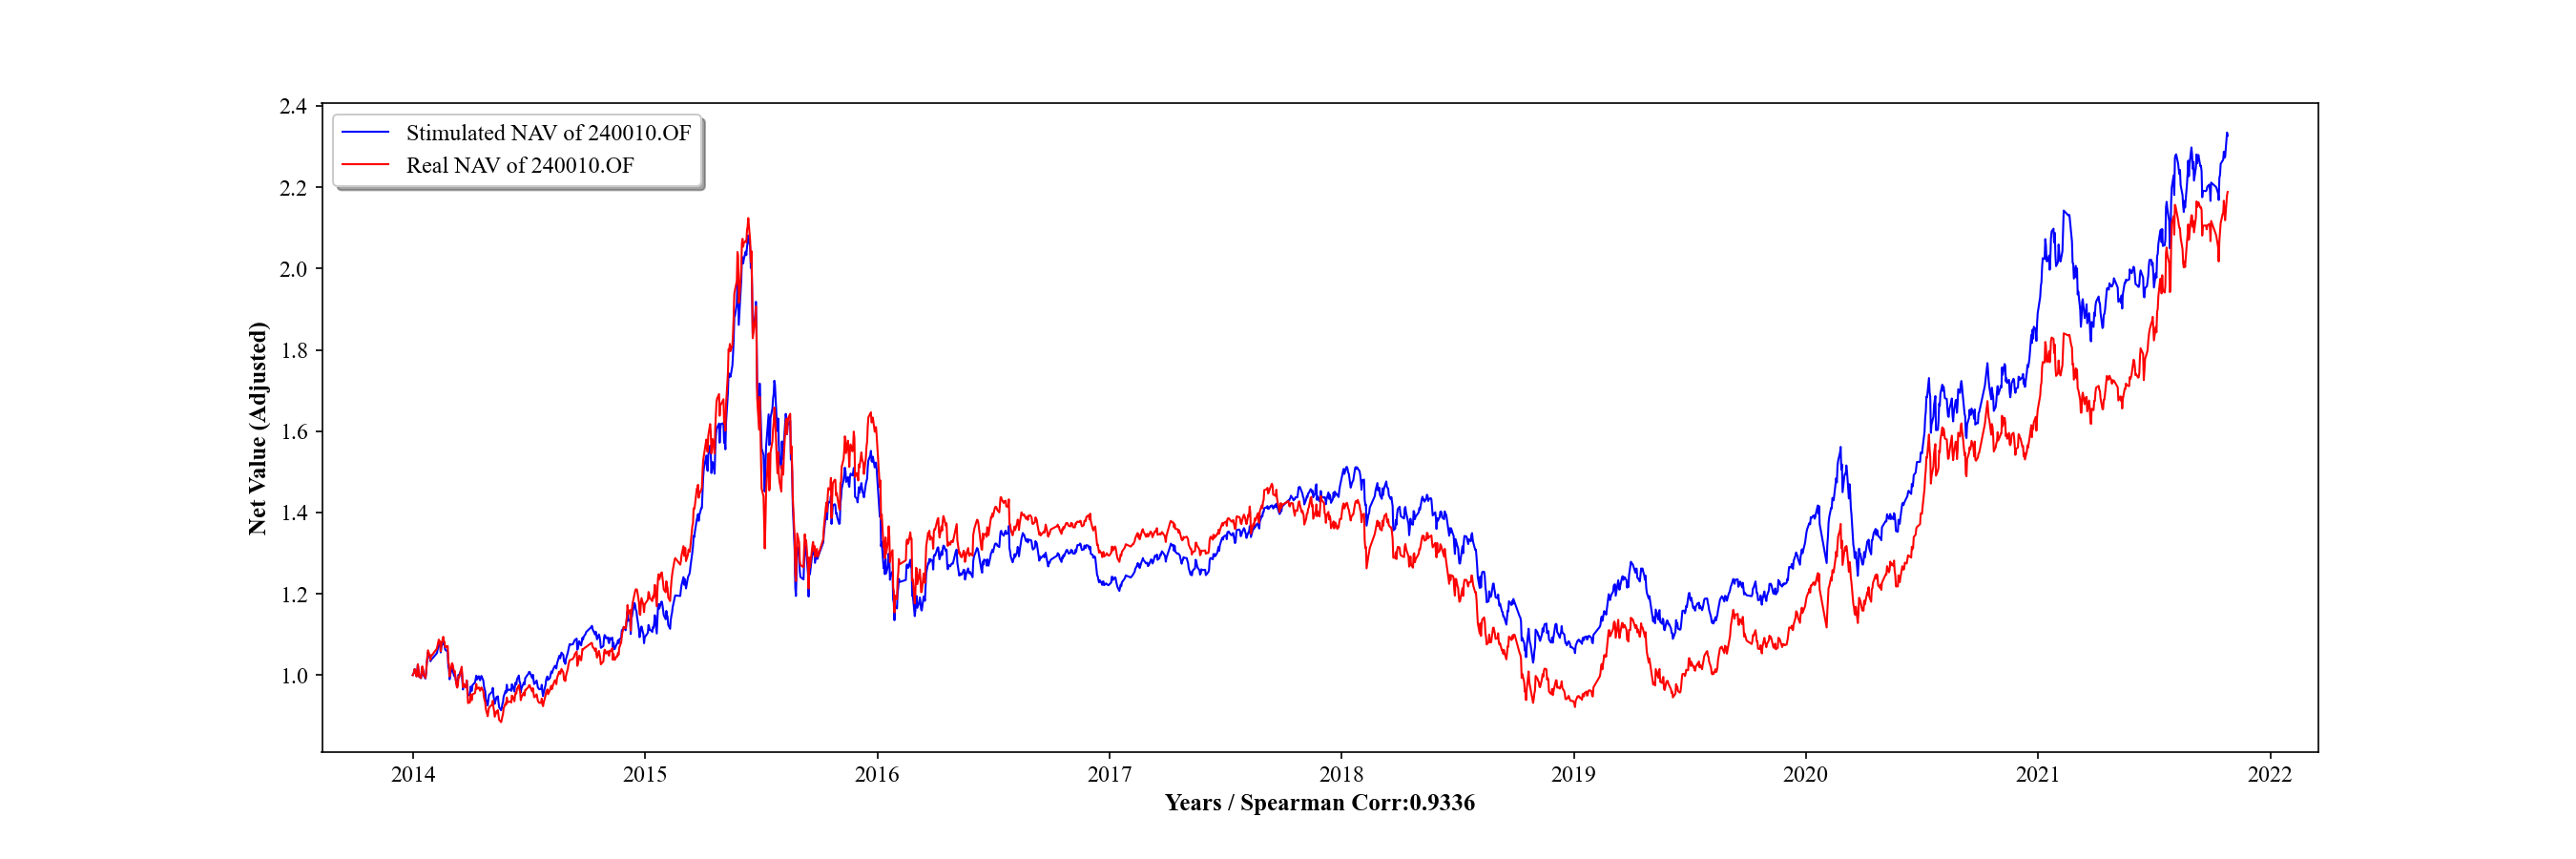 2.4
2.2
2.0
1.8
1.6
1.4
1.2
1.0
Net Value (Adjusted)
Stimulated NAV of 240010.OF
Real NAV of 240010.OF
2014 2015 2016 2017 2018 2019 2020 2021 2022
Years / Spearman Corr:0.9336